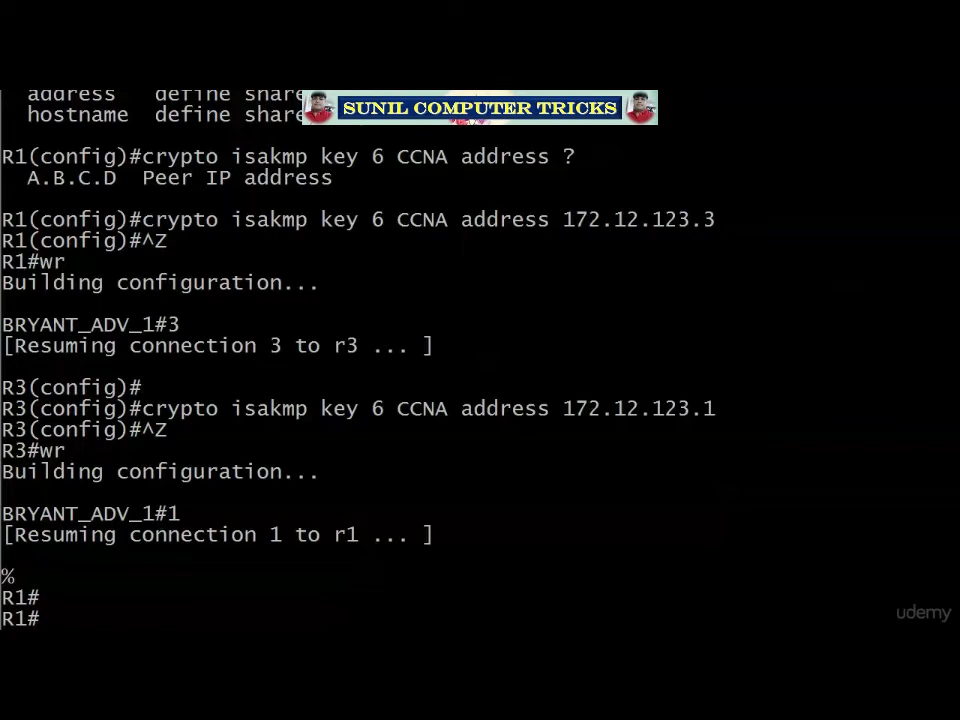 address   define share
SUNIL COMPUTER TRICKS
hostname  define share
R1(config)#crypto isakmp key 6 CCNA address ?
  A.B.C.D  Peer IP address
R1(config)#crypto isakmp key 6 CCNA address 172.12.123.3
R1(config)#^Z
R1#wr
Building configuration...
BRYANT_ADV_1#3
[Resuming connection 3 to r3 ... ]
R3(config)#
R3(config)#crypto isakmp key 6 CCNA address 172.12.123.1
R3(config)#^Z
R3#wr
Building configuration...
BRYANT_ADV_1#1
[Resuming connection 1 to r1 ... ]
%
R1#
R1#
udemy